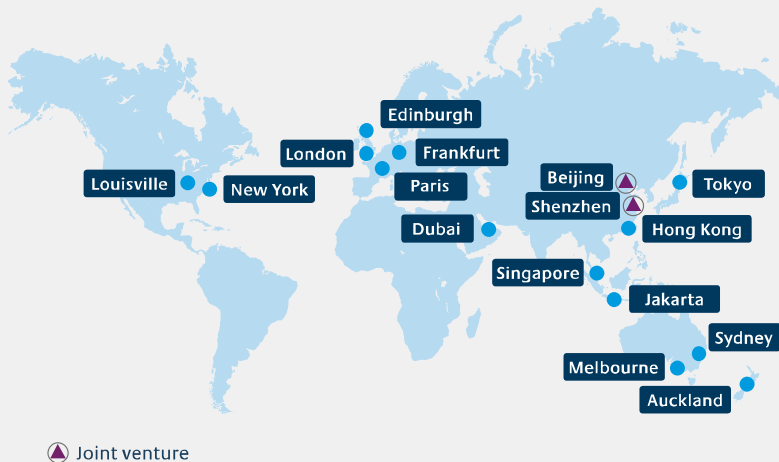 Edinburgh
London
Frankfurt
Louisville
New York
Paris
Beijing
Tokyo
Shenzhen
Dubai
Hong Kong
Singapore
Jakarta
Sydney
Melbourne
Auckland
Joint venture